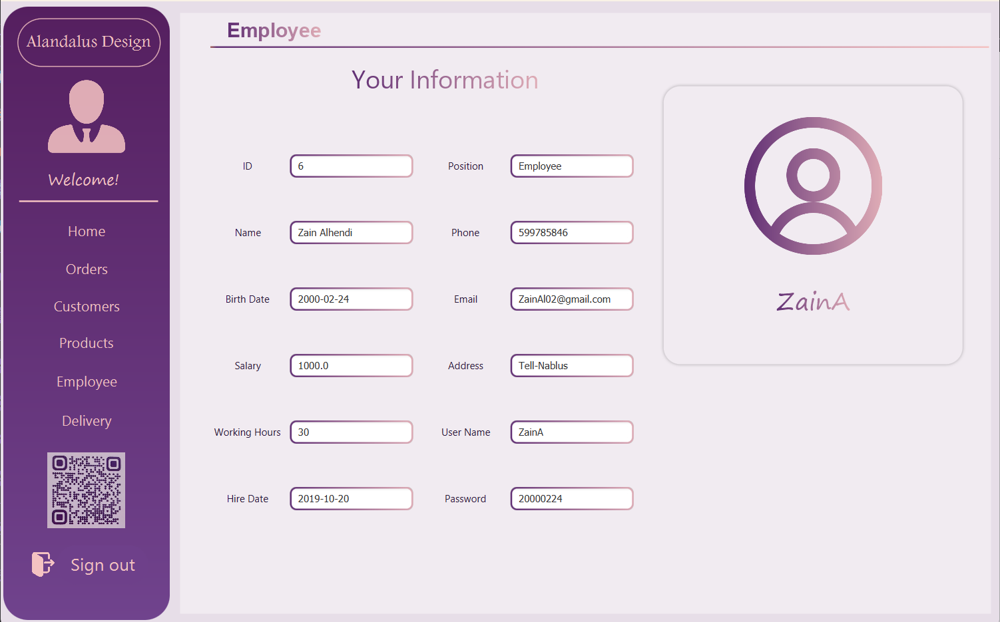 Alandalus Design
Welcome!
Home
Orders
Customers
Products
Employee
Delivery
Sign out
Employee
Your Information
ID 6 Position Employee
Name Zain Alhendi Phone 599785846
Birth Date 2000-02-24 Email ZainAl02@gmail.com
Salary 1000.0 Address Tell-Nablus
Working Hours 30 User Name ZainA
Hire Date 2019-10-20 Password 20000224
ZainA